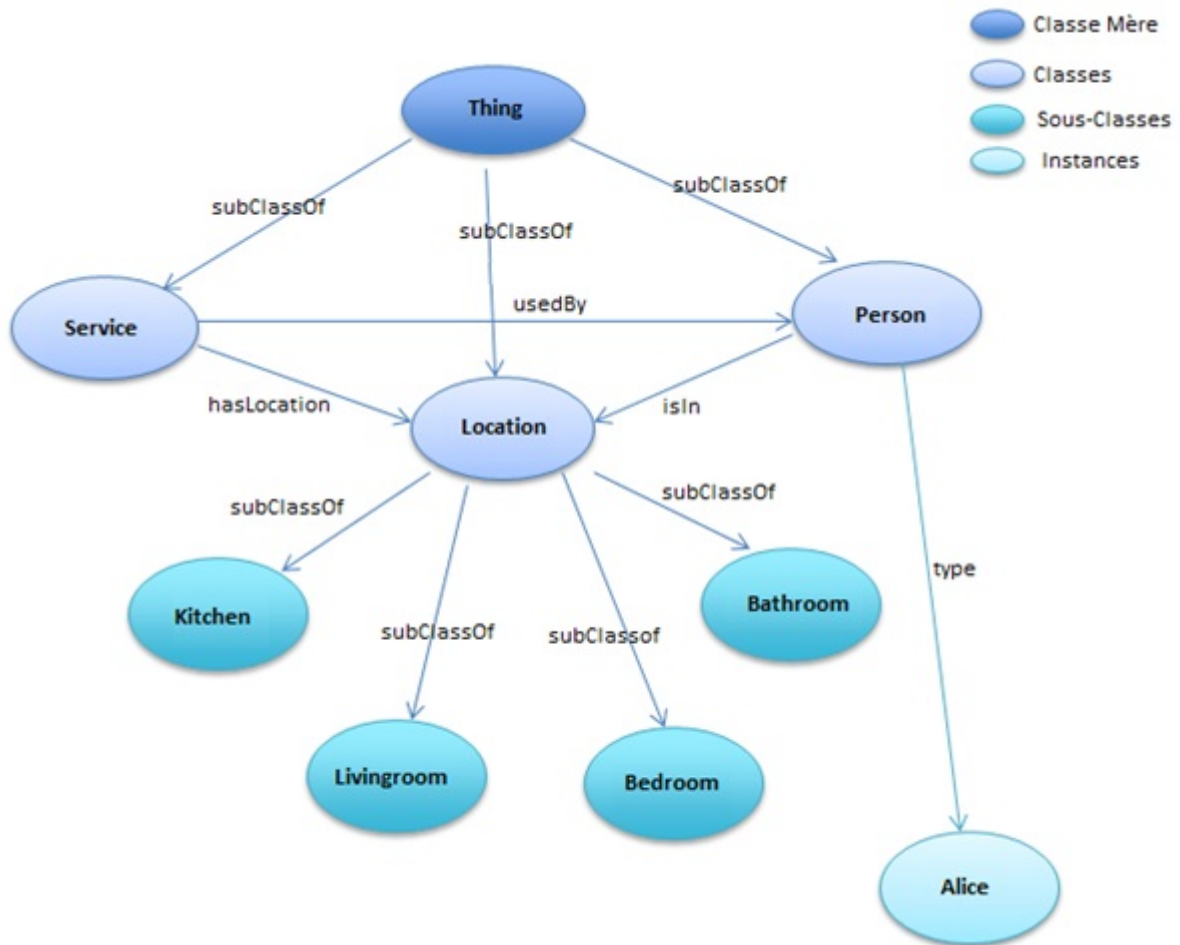 Classe Mère
Classes
Sous-Classes
Instances
Thing
subClassOf
subClassOf
subClassOf
usedBy
Service
Person
hasLocation
isIn
Location
subClassOf
subClassOf
Kitchen
Bathroom
type
subClassOf
subClassof
Livingroom
Bedroom
Alice